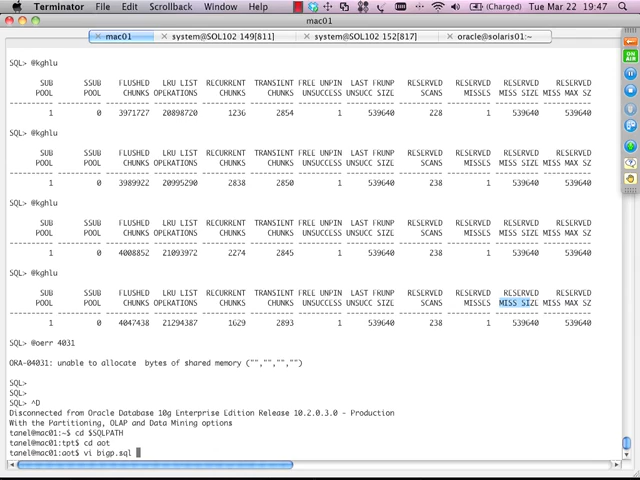 Terminator File Edit Scrollback Window Help (Charged) Tue Mar 22 19:47
mac01
mac01 system@SOL102 149[811] system@SOL102 152[817] oracle@solaris01:~
ON AIR
SQL> @kghlu
SUB SSUB FLUSHED LRU LIST RECURRENT TRANSIENT FREE UNPIN LAST FRUNP RESERVED RESERVED RESERVED RESERVED
POOL POOL CHUNKS OPERATIONS CHUNKS CHUNKS UNSUCCESS UNSUCC SIZE SCANS MISSES MISS SIZE MISS MAX SZ
---------- ---------- ---------- ---------- ---------- ---------- ---------- ---------- ---------- ---------- ---------- -----------
1 0 3971727 20898720 1236 2854 1 539640 238 1 539640 539640
SQL> @kghlu
SUB SSUB FLUSHED LRU LIST RECURRENT TRANSIENT FREE UNPIN LAST FRUNP RESERVED RESERVED RESERVED RESERVED
POOL POOL CHUNKS OPERATIONS CHUNKS CHUNKS UNSUCCESS UNSUCC SIZE SCANS MISSES MISS SIZE MISS MAX SZ
---------- ---------- ---------- ---------- ---------- ---------- ---------- ---------- ---------- ---------- ---------- -----------
1 0 3989922 20995290 2838 2850 1 539640 238 1 539640 539640
SQL> @kghlu
SUB SSUB FLUSHED LRU LIST RECURRENT TRANSIENT FREE UNPIN LAST FRUNP RESERVED RESERVED RESERVED RESERVED
POOL POOL CHUNKS OPERATIONS CHUNKS CHUNKS UNSUCCESS UNSUCC SIZE SCANS MISSES MISS SIZE MISS MAX SZ
---------- ---------- ---------- ---------- ---------- ---------- ---------- ---------- ---------- ---------- ---------- -----------
1 0 4008852 21093972 2274 2845 1 539640 238 1 539640 539640
SQL> @kghlu
SUB SSUB FLUSHED LRU LIST RECURRENT TRANSIENT FREE UNPIN LAST FRUNP RESERVED RESERVED RESERVED RESERVED
POOL POOL CHUNKS OPERATIONS CHUNKS CHUNKS UNSUCCESS UNSUCC SIZE SCANS MISSES MISS SIZE MISS MAX SZ
---------- ---------- ---------- ---------- ---------- ---------- ---------- ---------- ---------- ---------- ---------- -----------
1 0 4047438 21294387 1629 2893 1 539640 238 1 539640 539640
SQL> @oerr 4031
ORA-04031: unable to allocate  bytes of shared memory ("","","","")
SQL>
SQL>
SQL> ^D
Disconnected from Oracle Database 10g Enterprise Edition Release 10.2.0.3.0 - Production
With the Partitioning, OLAP and Data Mining options
tanel@mac01:~$ cd $SQLPATH
tanel@mac01:tpt$ cd aot
tanel@mac01:aot$ vi bigp.sql